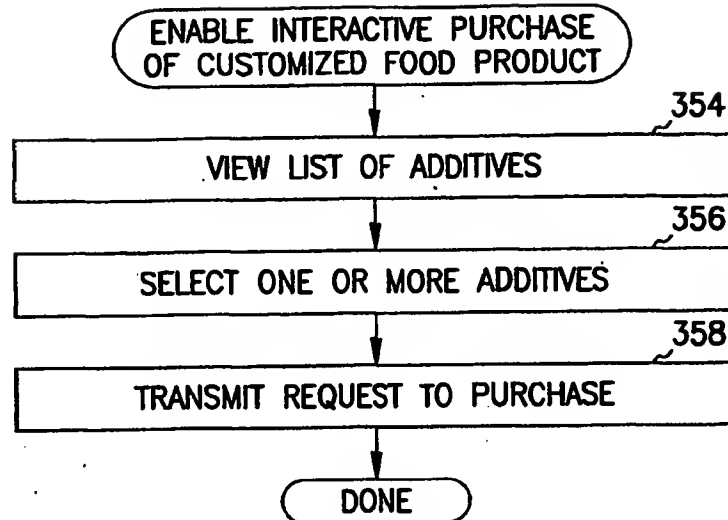 ENABLE INTERACTIVE PURCHASE
OF CUSTOMIZED FOOD PRODUCT
354
VIEW LIST OF ADDITIVES
356
SELECT ONE OR MORE ADDITIVES
358
TRANSMIT REQUEST TO PURCHASE
DONE